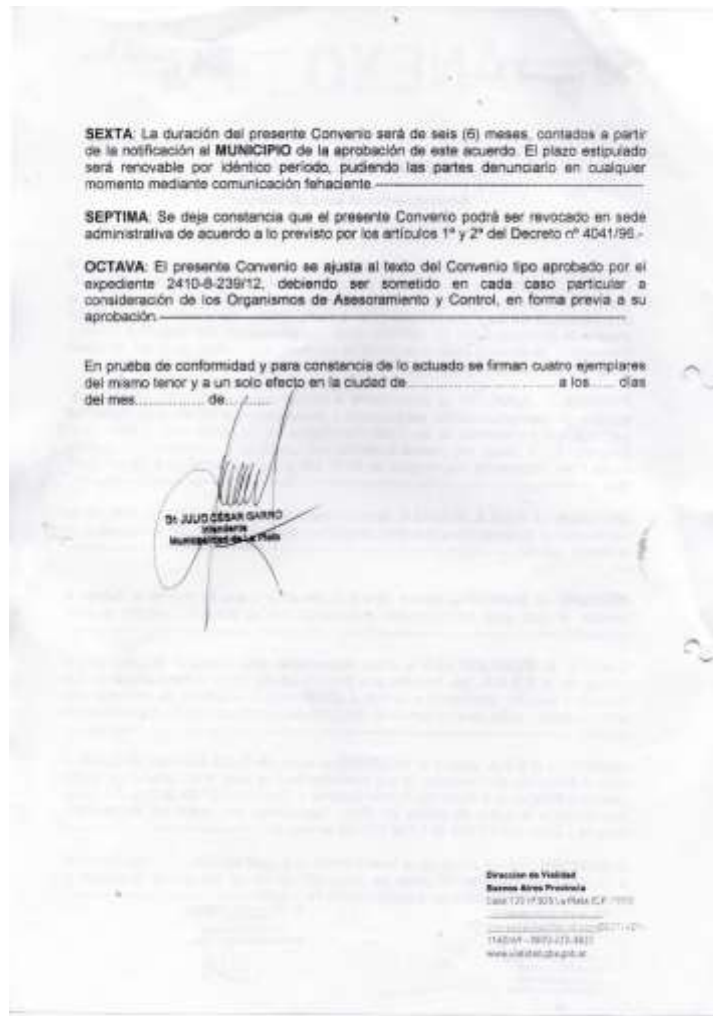 SEXTA: La duración del presente Convenio será de seis (6) meses, contados a partir
de la notificación al MUNICIPIO de la aprobación de este acuerdo. El plazo estipulado
será renovable por idéntico período, pudiendo las partes denunciarlo en cualquier
momento mediante comunicación fehaciente.
SEPTIMA: Se deja constancia que el presente Convenio podrá ser revocado en sede
administrativa de acuerdo a lo previsto por los artículos 1º y 2º del Decreto nº 4041/96.-
OCTAVA: El presente Convenio se ajusta al texto del Convenio tipo aprobado por el
expediente 2410-8-239/12, debiendo ser sometido en cada caso particular a
consideración de los Organismos de Asesoramiento y Control, en forma previa a su
aprobación.
En prueba de conformidad y para constancia de lo actuado se firman cuatro ejemplares
del mismo tenor y a un solo efecto en la ciudad de.............................. a los...... días
del mes............... de..........
Dr. JULIO CESAR GARRO
Intendente
Municipalidad de La Plata
Dirección de Vialidad
Buenos Aires Provincia